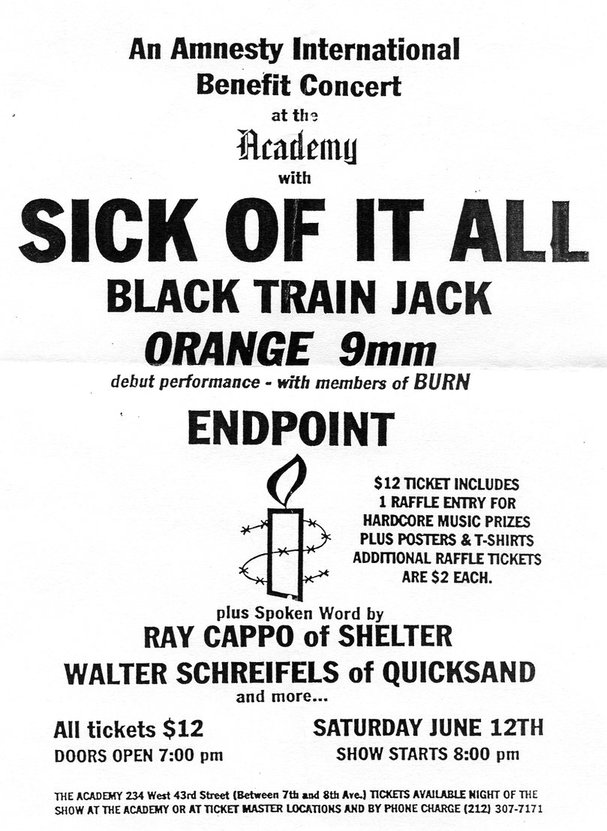 An Amnesty International
Benefit Concert
at the
Academy
with
SICK OF IT ALL
BLACK TRAIN JACK
ORANGE 9mm
debut performance - with members of BURN
ENDPOINT
$12 TICKET INCLUDES
1 RAFFLE ENTRY FOR
HARDCORE MUSIC PRIZES
PLUS POSTERS & T-SHIRTS
ADDITIONAL RAFFLE TICKETS
ARE $2 EACH.
plus Spoken Word by
RAY CAPPO of SHELTER
WALTER SCHREIFELS of QUICKSAND
and more...
All tickets $12
DOORS OPEN 7:00 pm
SATURDAY JUNE 12TH
SHOW STARTS 8:00 pm
THE ACADEMY 234 West 43rd Street (Between 7th and 8th Ave.) TICKETS AVAILABLE NIGHT OF THE
SHOW AT THE ACADEMY OR AT TICKET MASTER LOCATIONS AND BY PHONE CHARGE (212) 307-7171